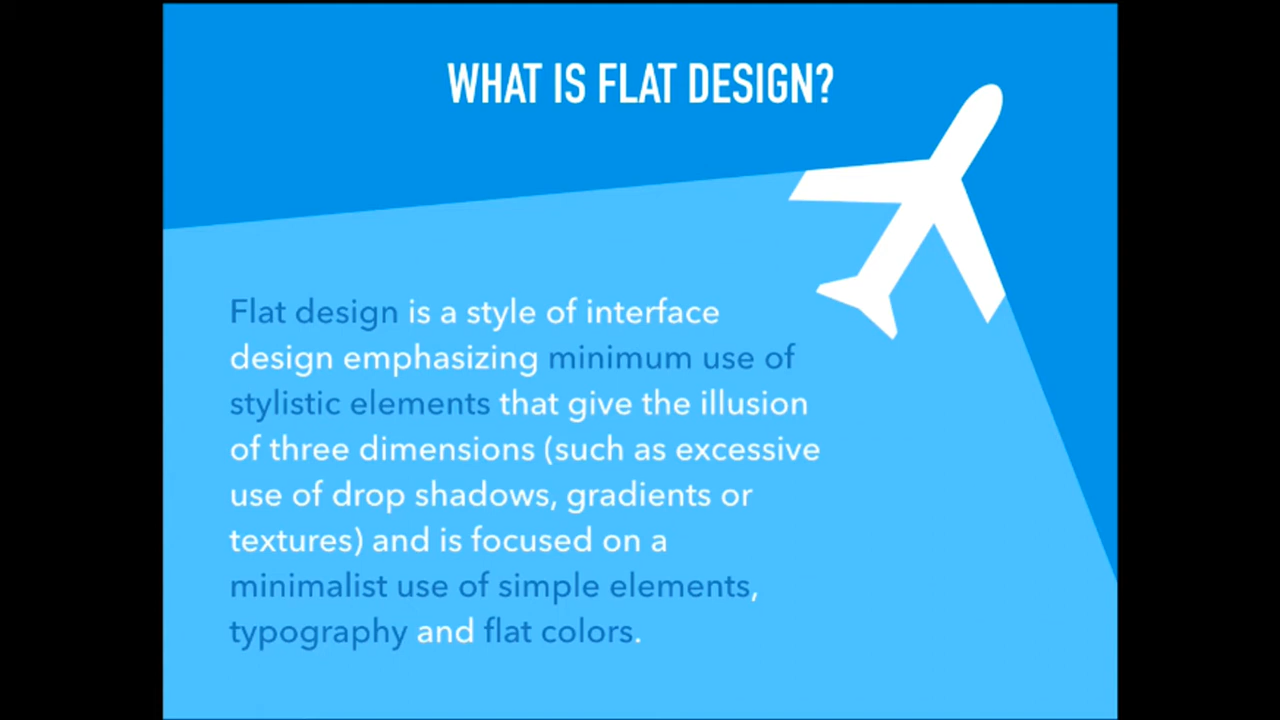 WHAT IS FLAT DESIGN?
Flat design is a style of interface
design emphasizing minimum use of
stylistic elements that give the illusion
of three dimensions (such as excessive
use of drop shadows, gradients or
textures) and is focused on a
minimalist use of simple elements,
typography and flat colors.